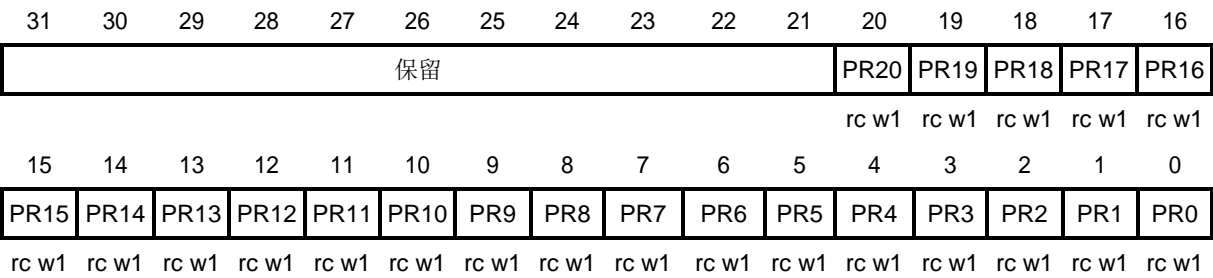 31 30 29 28 27 26 25 24 23 22 21 20 19 18 17 16
保留 PR20 PR19 PR18 PR17 PR16
rc w1 rc w1 rc w1 rc w1 rc w1
15 14 13 12 11 10 9 8 7 6 5 4 3 2 1 0
PR15 PR14 PR13 PR12 PR11 PR10 PR9 PR8 PR7 PR6 PR5 PR4 PR3 PR2 PR1 PR0
rc w1 rc w1 rc w1 rc w1 rc w1 rc w1 rc w1 rc w1 rc w1 rc w1 rc w1 rc w1 rc w1 rc w1 rc w1 rc w1